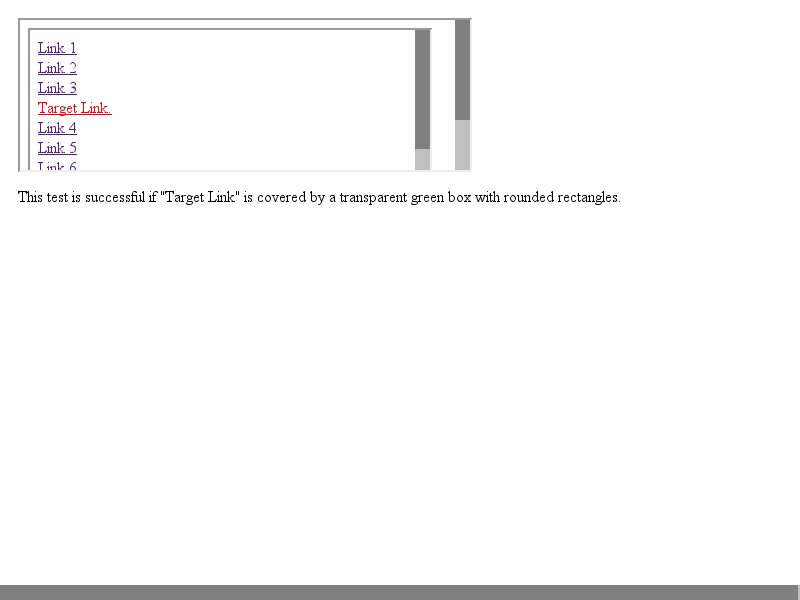 Link 1
Link 2
Link 3
Target Link.
Link 4
Link 5
Link 6
This test is successful if "Target Link" is covered by a transparent green box with rounded rectangles.